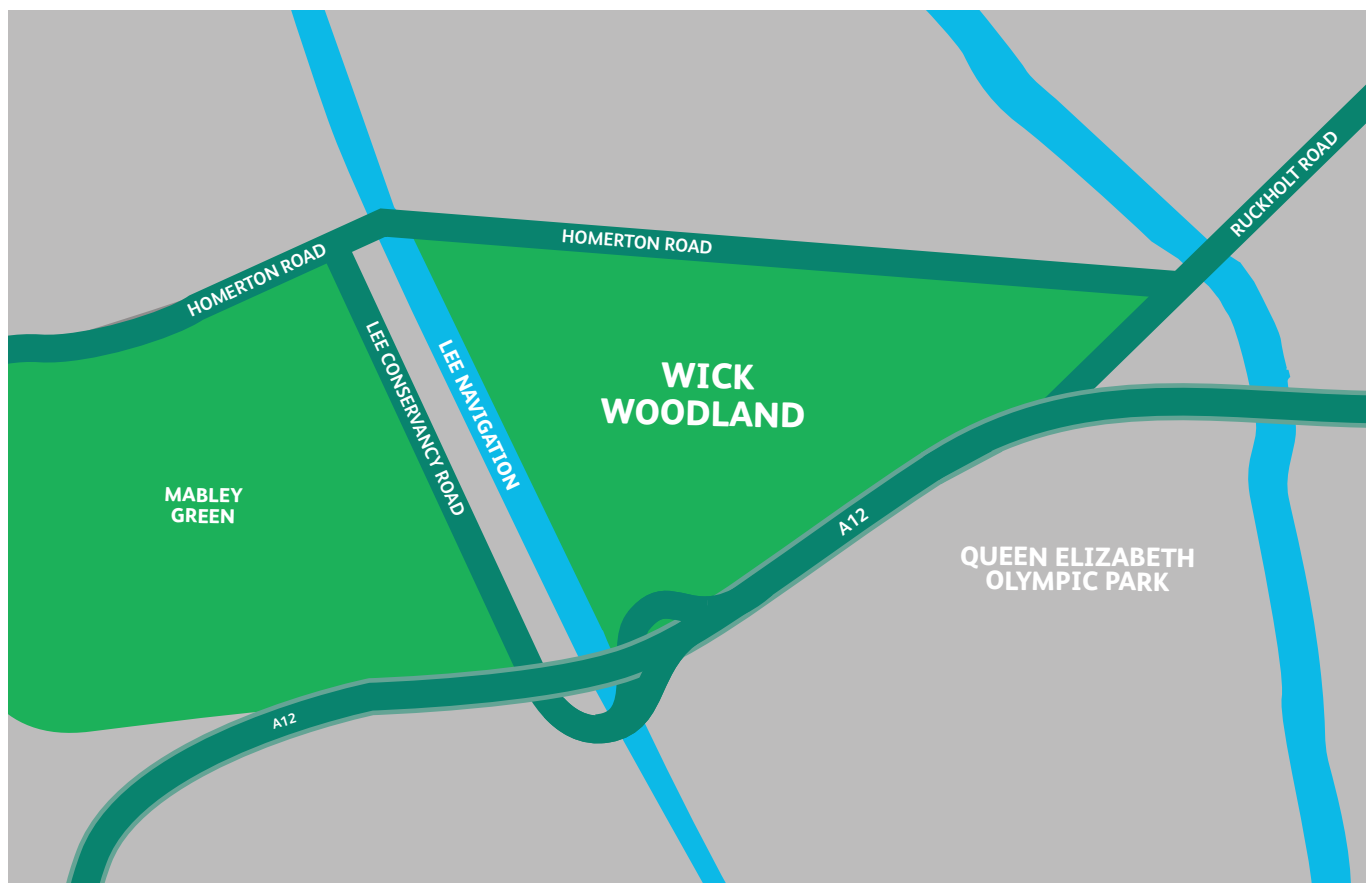 RUCKHOLT ROAD
HOMERTON ROAD
HOMERTON ROAD
LEE CONSERVANCY ROAD
LEE NAVIGATION
WICK
WOODLAND
MABLEY
GREEN
A12
QUEEN ELIZABETH
OLYMPIC PARK
A12